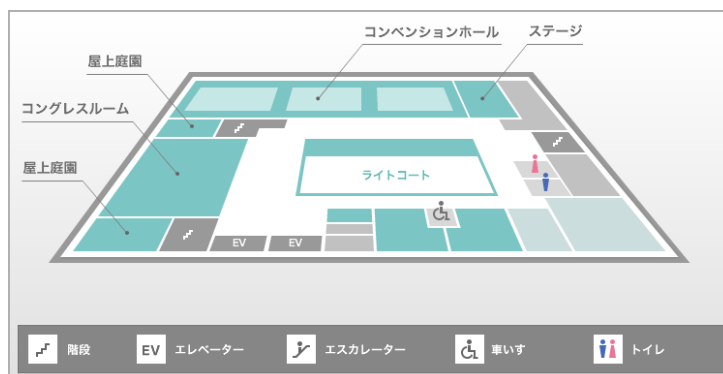 コンベンションホール
ステージ
屋上庭園
コングレスルーム
屋上庭園
ライトコート
EV
EV
階段
EV
エレベーター
エスカレーター
車いす
トイレ